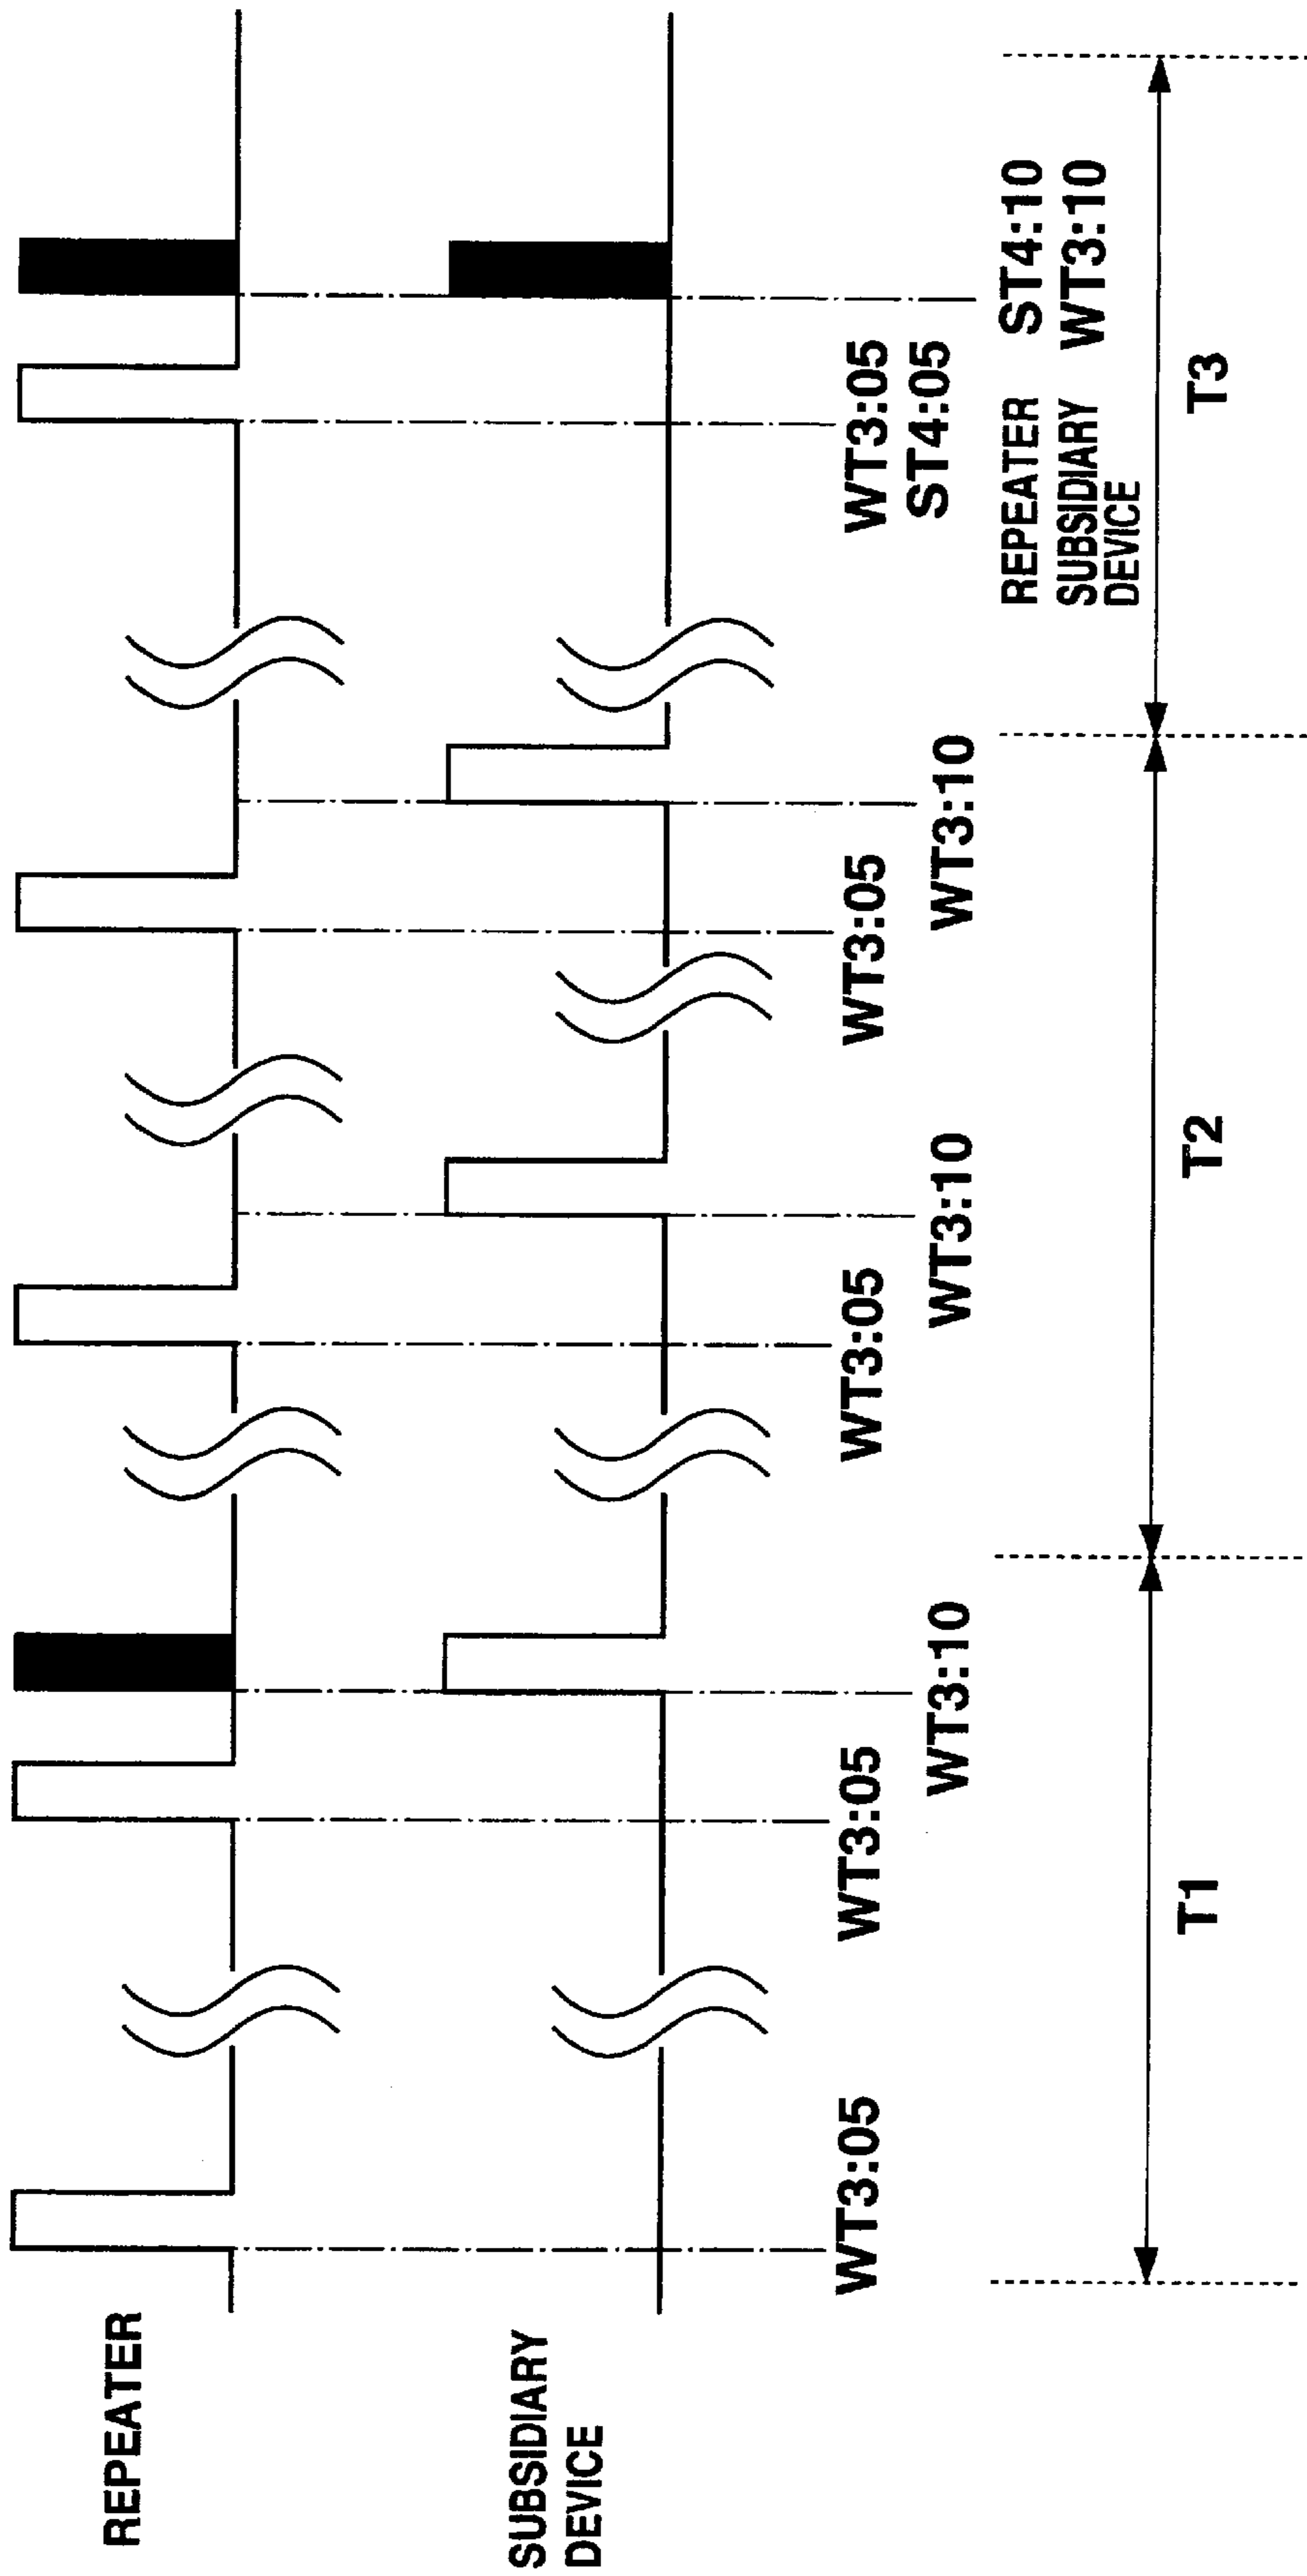 REPEATER
SUBSIDIARY
DEVICE
WT3:05
WT3:05
WT3:10
WT3:05
WT3:10
WT3:05
WT3:10
WT3:05
ST4:05
REPEATER ST4:10
SUBSIDIARY WT3:10
DEVICE
T1
T2
T3